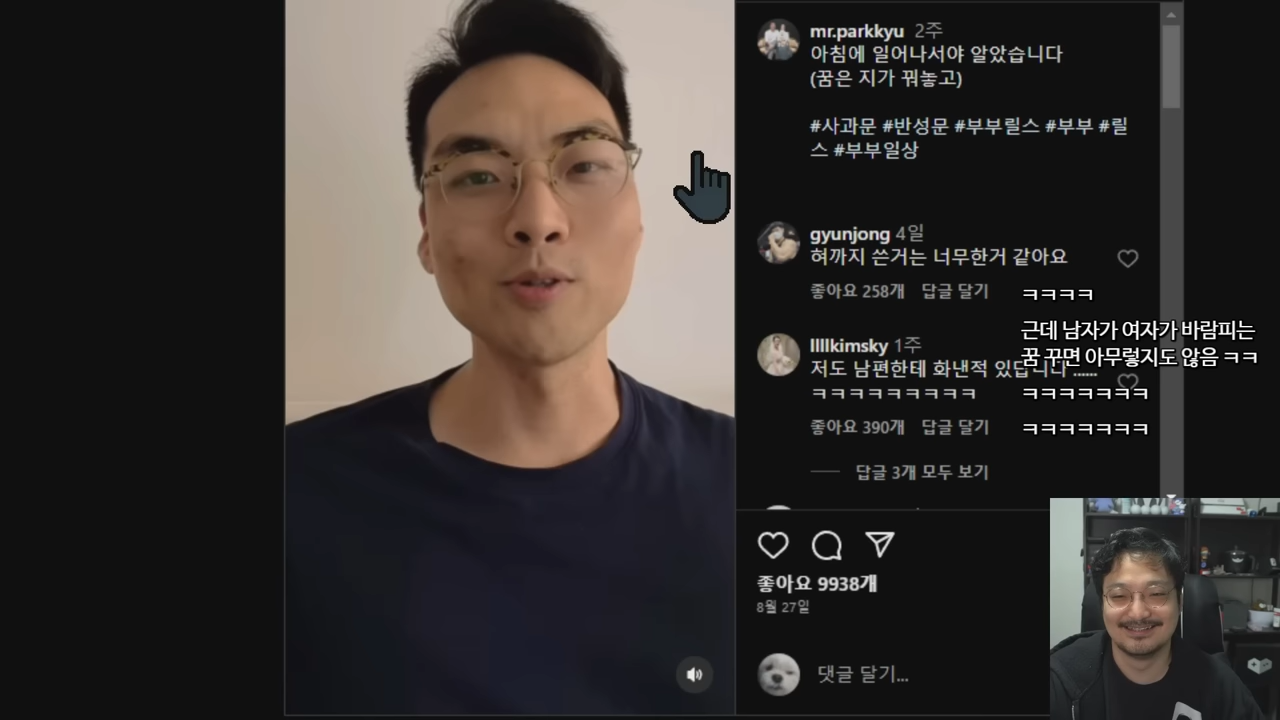 mr.parkkyu 2주
아침에 일어나서야 알았습니다
(꿈은 지가 꿔놓고)
#사과문 #반성문 #부부릴스 #부부 #릴
스 #부부일상
gyunjong 4일
혀까지 쓴거는 너무한거 같아요
좋아요 258개 답글 달기
llllkimsky 1주
저도 남편한테 화낸적 있답니다 ......
ㅋㅋㅋㅋㅋㅋㅋㅋㅋ
좋아요 390개 답글 달기
답글 3개 모두 보기
좋아요 9938개
8월 27일
댓글 달기...
ㅋㅋㅋㅋ
근데 남자가 여자가 바람피는
꿈 꾸면 아무렇지도 않음 ㅋㅋ
ㅋㅋㅋㅋㅋㅋㅋ
ㅋㅋㅋㅋㅋㅋㅋ